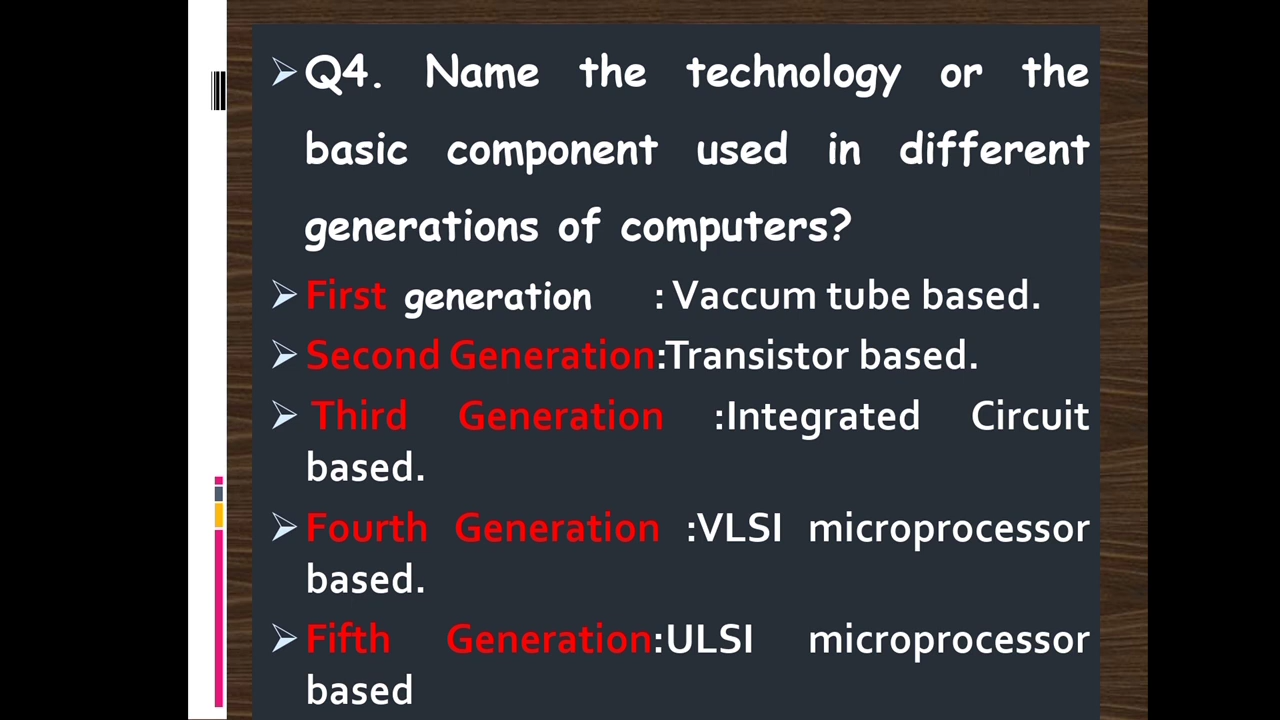 Q4. Name the technology or the
basic component used in different
generations of computers?
First generation : Vaccum tube based.
Second Generation:Transistor based.
Third Generation :Integrated Circuit
based.
Fourth Generation :VLSI microprocessor
based.
Fifth Generation:ULSI microprocessor
based